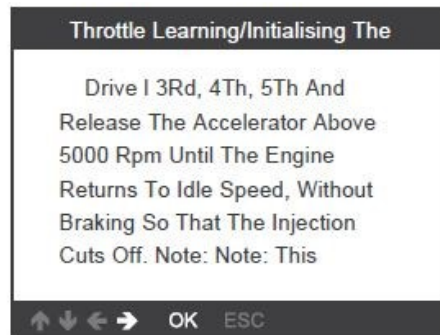 Throttle Learning/Initialising The
Drive I 3Rd, 4Th, 5Th And
Release The Accelerator Above
5000 Rpm Until The Engine
Returns To Idle Speed, Without
Braking So That The Injection
Cuts Off. Note: Note: This
OK ESC